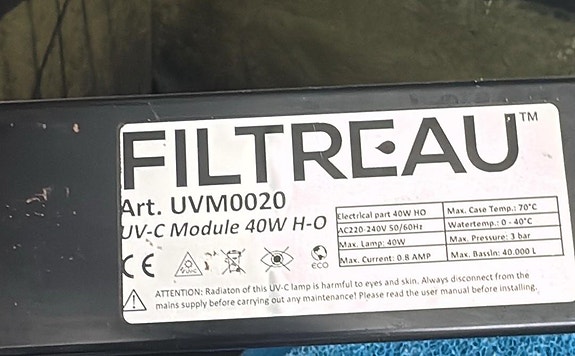 FILTREAU™
Art. UVM0020
UV-C Module 40W H-O
Electrical part 40W HO
AC220-240V 50/60Hz
Max. Lamp: 40W
Max. Current: 0.8 AMP
Max. Case Temp.: 70°C
Watertemp.: 0 - 40°C
Max. Pressure: 3 bar
Max. Bassin: 40.000 L
CE
UV-C
ECO
ATTENTION: Radiaton of this UV-C lamp is harmful to eyes and skin. Always disconnect from the
mains supply before carrying out any maintenance! Please read the user manual before installing.